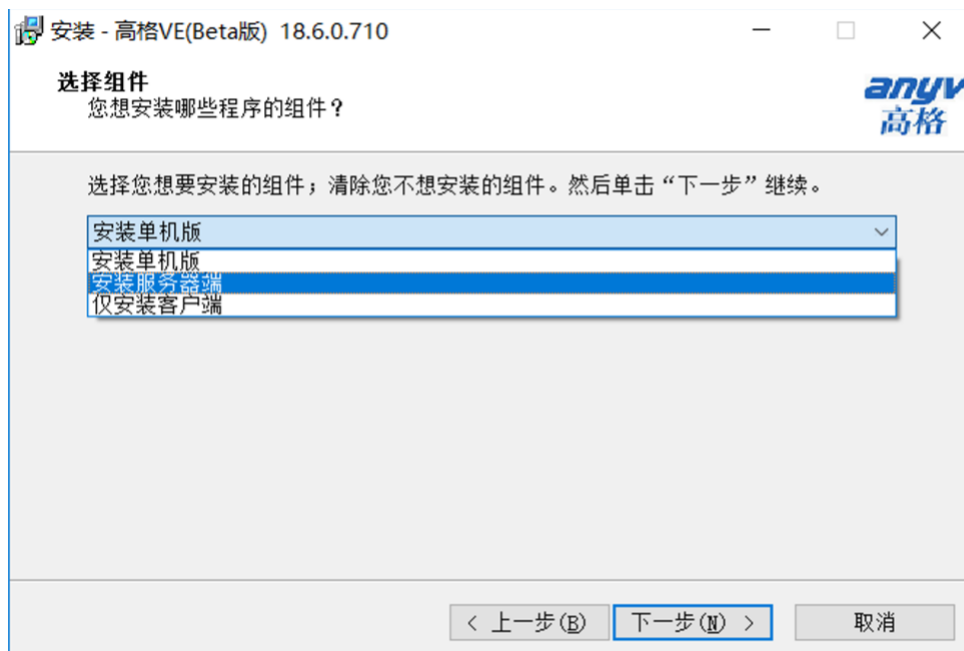 安装 - 高格VE(Beta版) 18.6.0.710
选择组件
您想安装哪些程序的组件？
anyv
高格
选择您想要安装的组件；清除您不想安装的组件。然后单击“下一步”继续。
安装单机版
安装单机版
安装服务器端
仅安装客户端
< 上一步(B)
下一步(N) >
取消